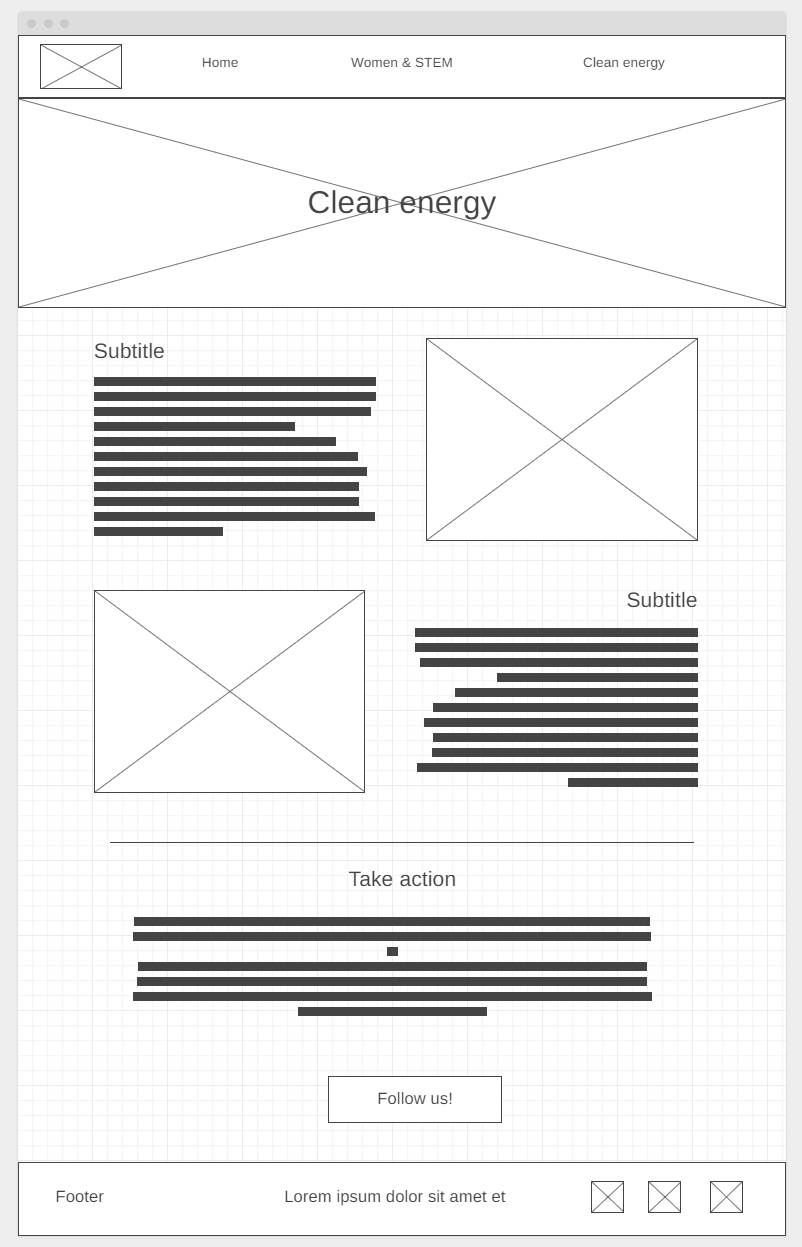 Home
Women & STEM
Clean energy
Clean energy
Subtitle
Subtitle
Take action
Follow us!
Footer
Lorem ipsum dolor sit amet et